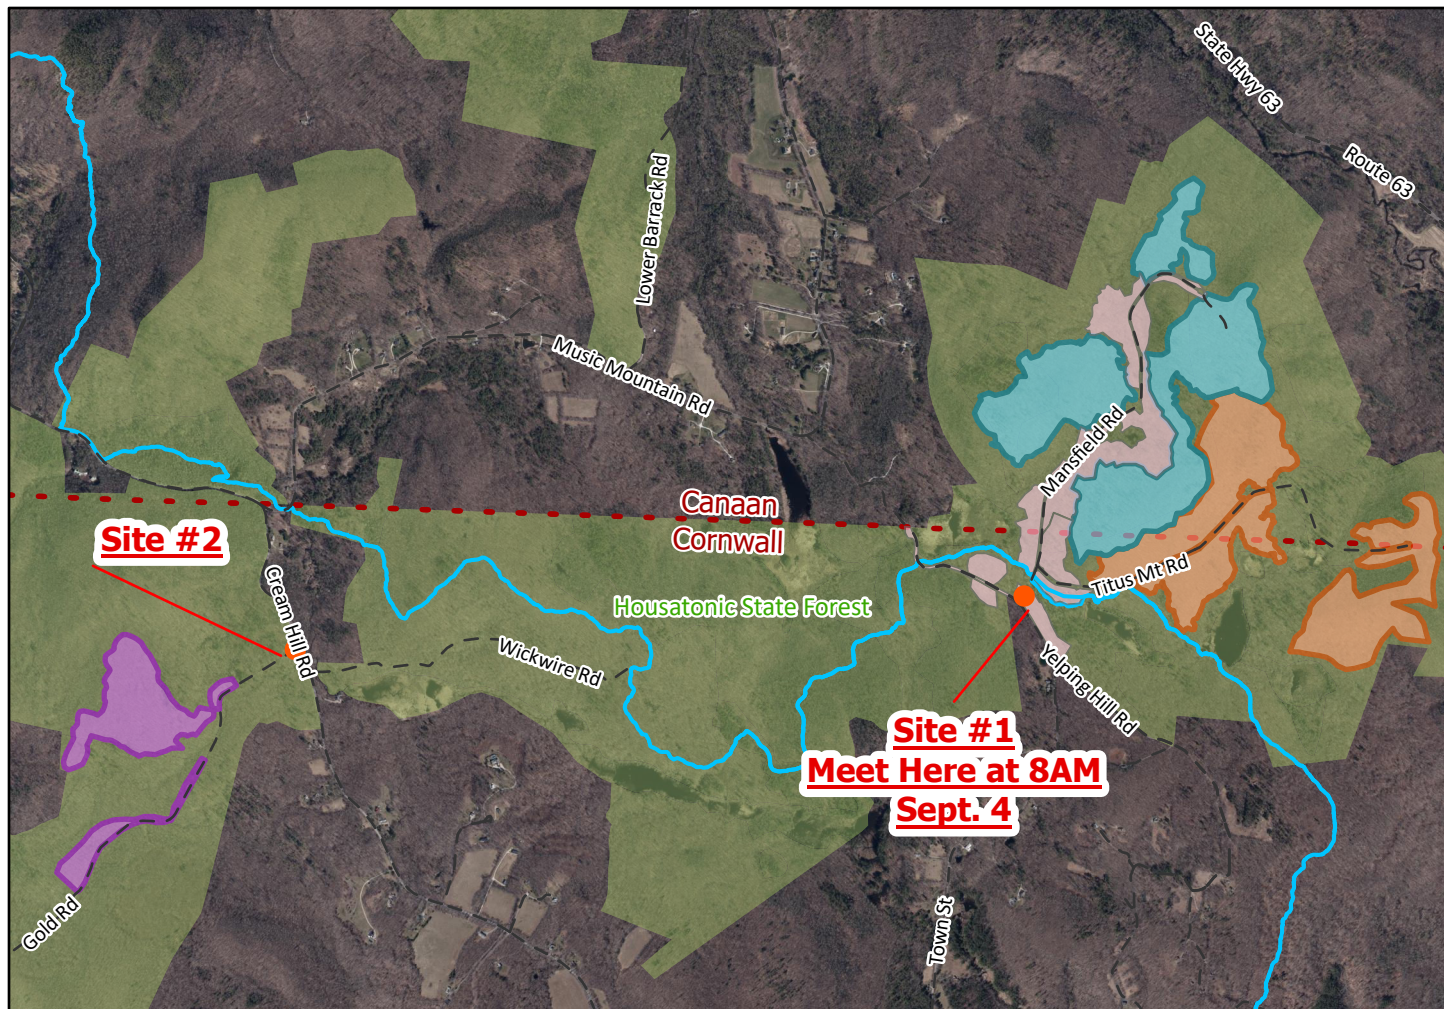 State Hwy 63
Route 63
Lower Barrack Rd
Music Mountain Rd
Mansfield Rd
Canaan
Cornwall
Site #2
Titus Mt Rd
Cream Hill Rd
Housatonic State Forest
Wickwire Rd
Yelping Hill Rd
Site #1
Meet Here at 8AM
Sept. 4
Gold Rd
Town St